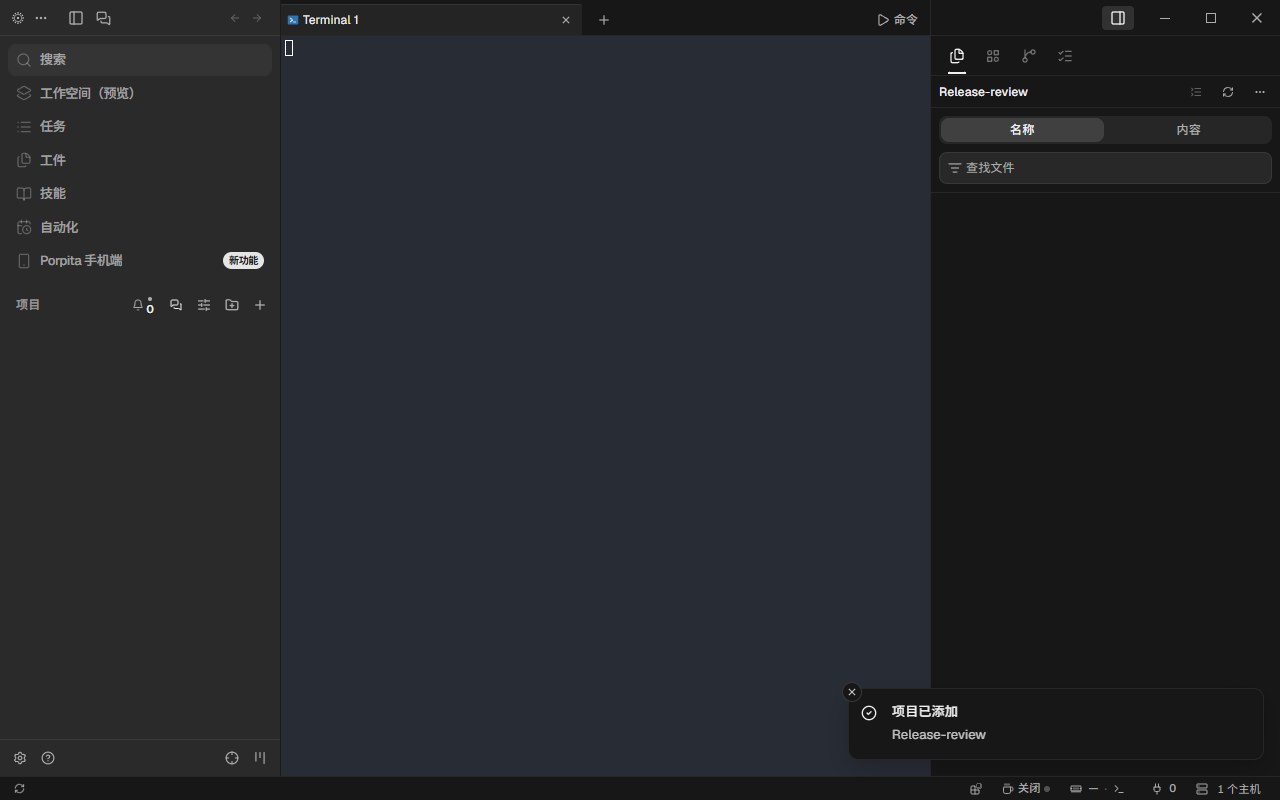 Terminal 1
命令
搜索
工作空间（预览）
任务
工件
技能
自动化
Porpita 手机端
新功能
项目
0
Release-review
名称
内容
查找文件
项目已添加
Release-review
关闭
0
1 个主机